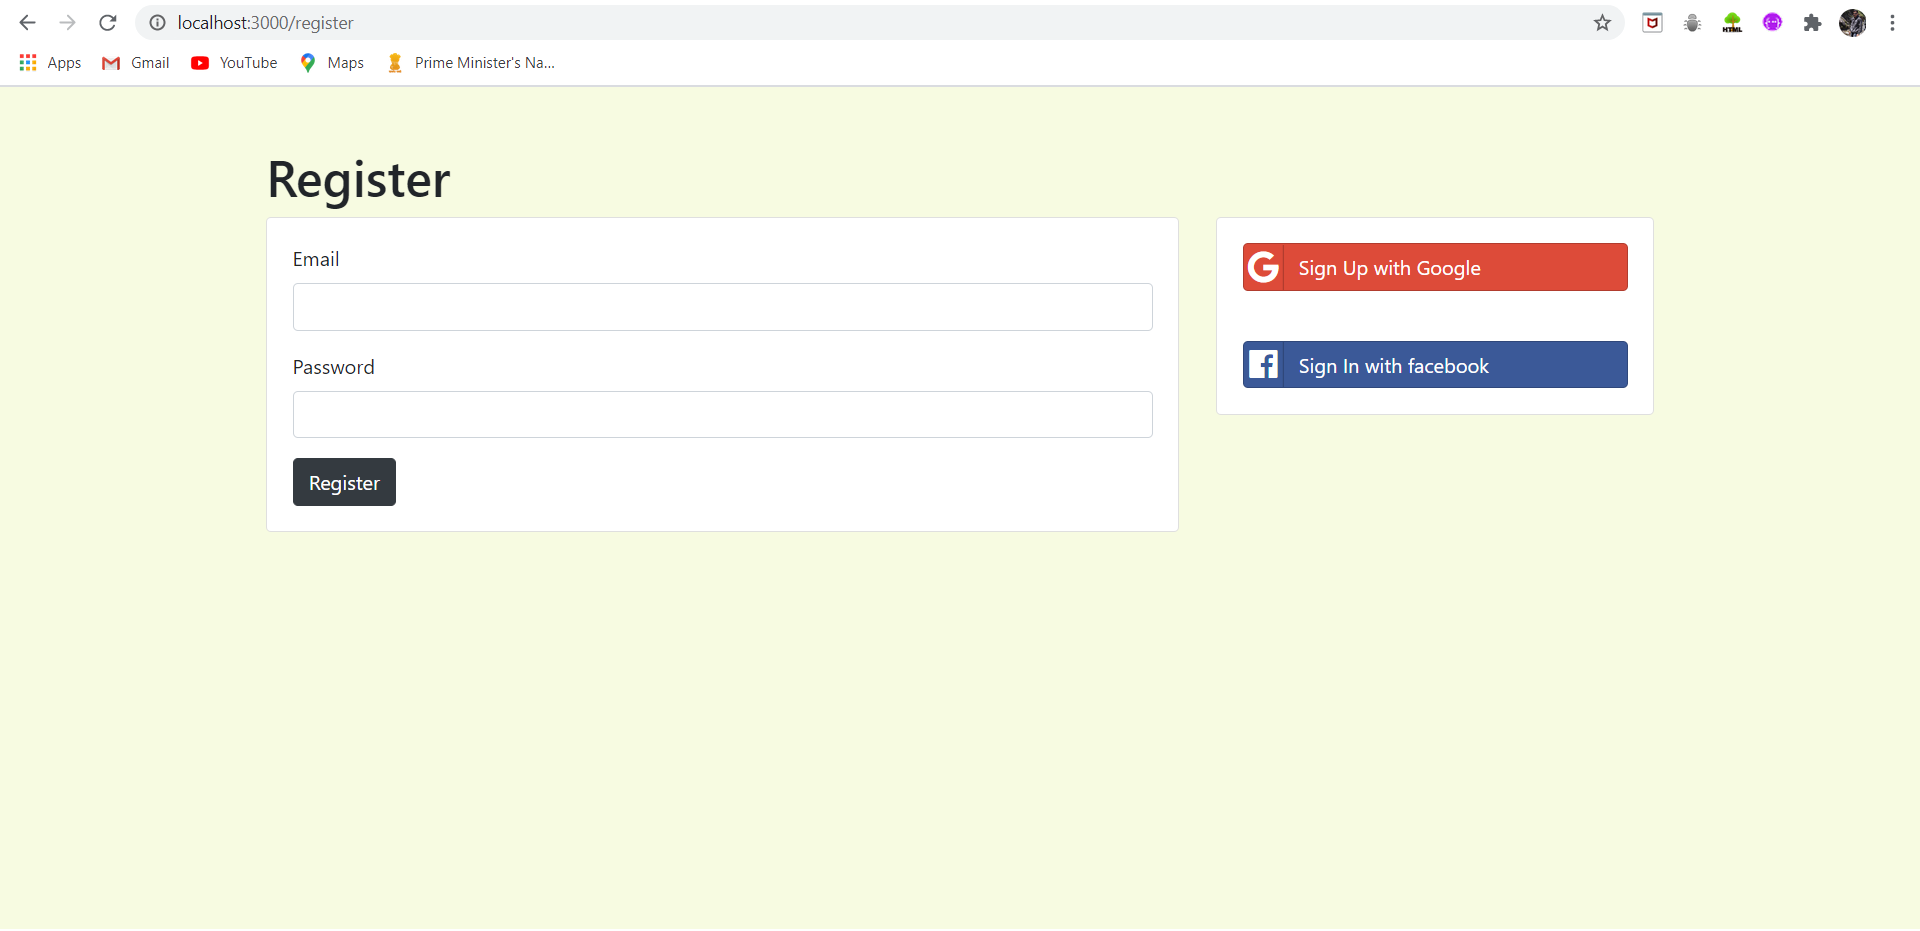 localhost:3000/register
Apps Gmail YouTube Maps Prime Minister's Na...
HTML
Register
Email
Password
Register
Sign Up with Google
Sign In with facebook